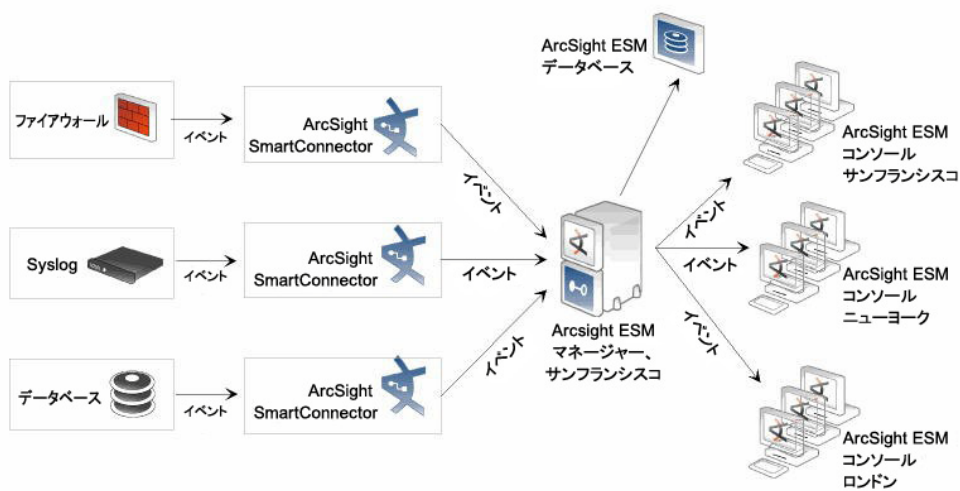 ArcSight ESM
データベース
ファイアウォール
イベント
ArcSight
SmartConnector
イベント
Syslog
イベント
ArcSight
SmartConnector
イベント
データベース
イベント
ArcSight
SmartConnector
イベント
Arcsight ESM
マネージャー、
サンフランシスコ
イベント
イベント
イベント
ArcSight ESM
コンソール
サンフランシスコ
ArcSight ESM
コンソール
ニューヨーク
ArcSight ESM
コンソール
ロンドン